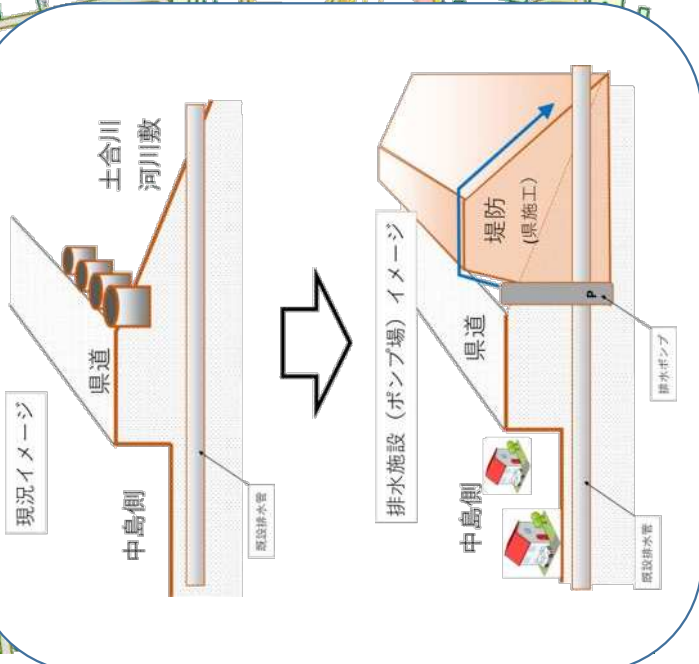 現況イメージ
県道
土合川
河川敷
中島側
既設排水管
排水施設(ポンプ場)イメージ
県道
堤防
(県施工)
中島側
P
排水ポンプ
既設排水管